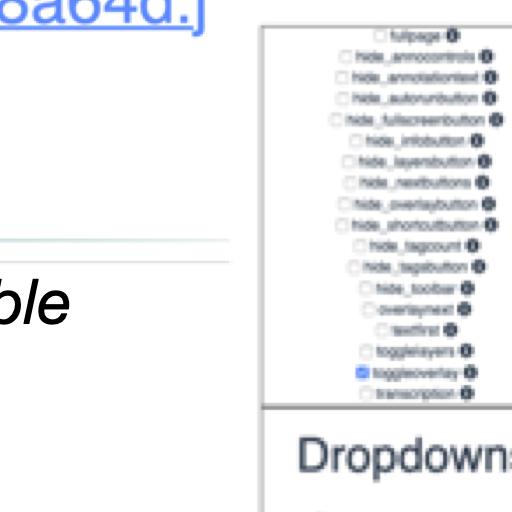 8a64d.j
fullpage
hide_annocontrols
hide_annotationtext
hide_autorunbutton
hide_fullscreenbutton
hide_infobutton
hide_layersbutton
hide_nextbuttons
hide_overlaybutton
hide_shortcutbutton
hide_tagcount
hide_tagsbutton
hide_toolbar
overlaynext
textfirst
togglelayers
toggleoverlay
transcription
ble
Dropdowns